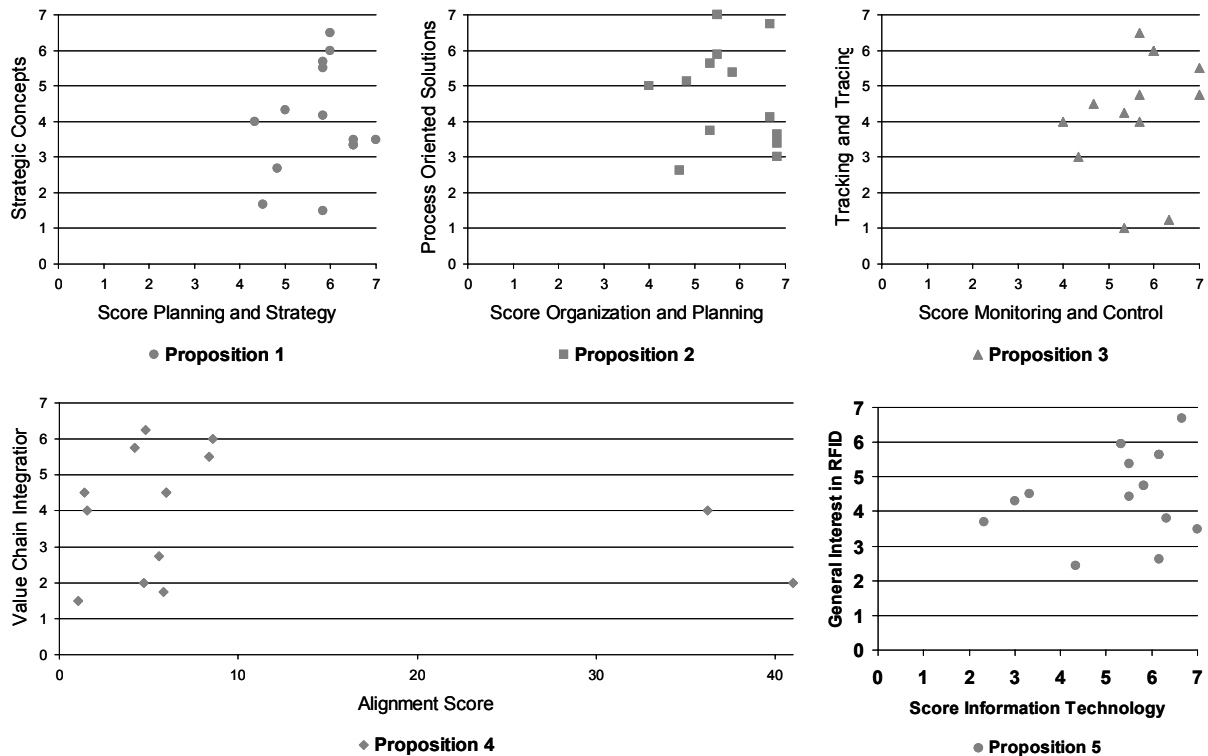 Strategic Concepts
7
6
5
4
3
2
1
0
0 1 2 3 4 5 6 7
Score Planning and Strategy
Proposition 1
Process Oriented Solutions
7
6
5
4
3
2
1
0
0 1 2 3 4 5 6 7
Score Organization and Planning
Proposition 2
Tracking and Tracing
7
6
5
4
3
2
1
0
0 1 2 3 4 5 6 7
Score Monitoring and Control
Proposition 3
Value Chain Integration
7
6
5
4
3
2
1
0
0 10 20 30 40
Alignment Score
Proposition 4
General Interest in RFID
7
6
5
4
3
2
1
0
0 1 2 3 4 5 6 7
Score Information Technology
Proposition 5